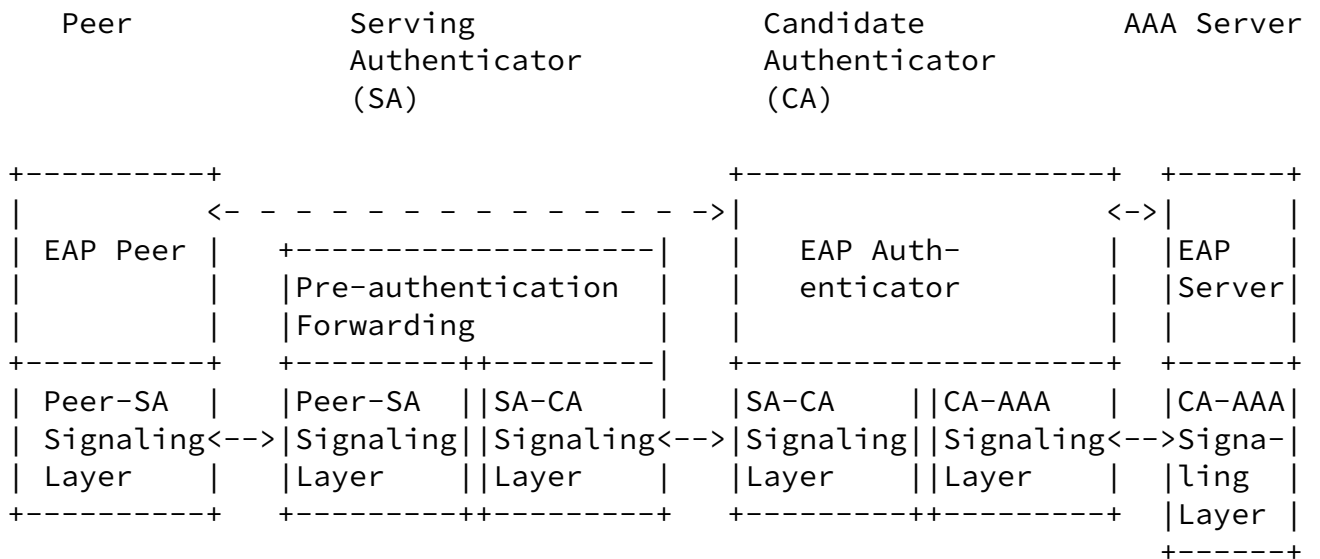 Peer Serving Candidate AAA Server
Authenticator Authenticator
(SA) (CA)
+----------+ +--------------------+ +------+
| <- - - - - - - - - - - - - - ->| <->| |
| EAP Peer | +--------------------| | EAP Auth- | |EAP |
| | |Pre-authentication | | enticator | |Server|
| | |Forwarding | | | | |
+----------+ +---------++---------| +--------------------+ +------+
| Peer-SA | |Peer-SA ||SA-CA | |SA-CA ||CA-AAA | |CA-AAA|
| Signaling<-->|Signaling||Signaling<-->|Signaling||Signaling<-->Signa-|
| Layer | |Layer ||Layer | |Layer ||Layer | |ling |
+----------+ +---------++---------+ +---------++---------+ |Layer |
+------+